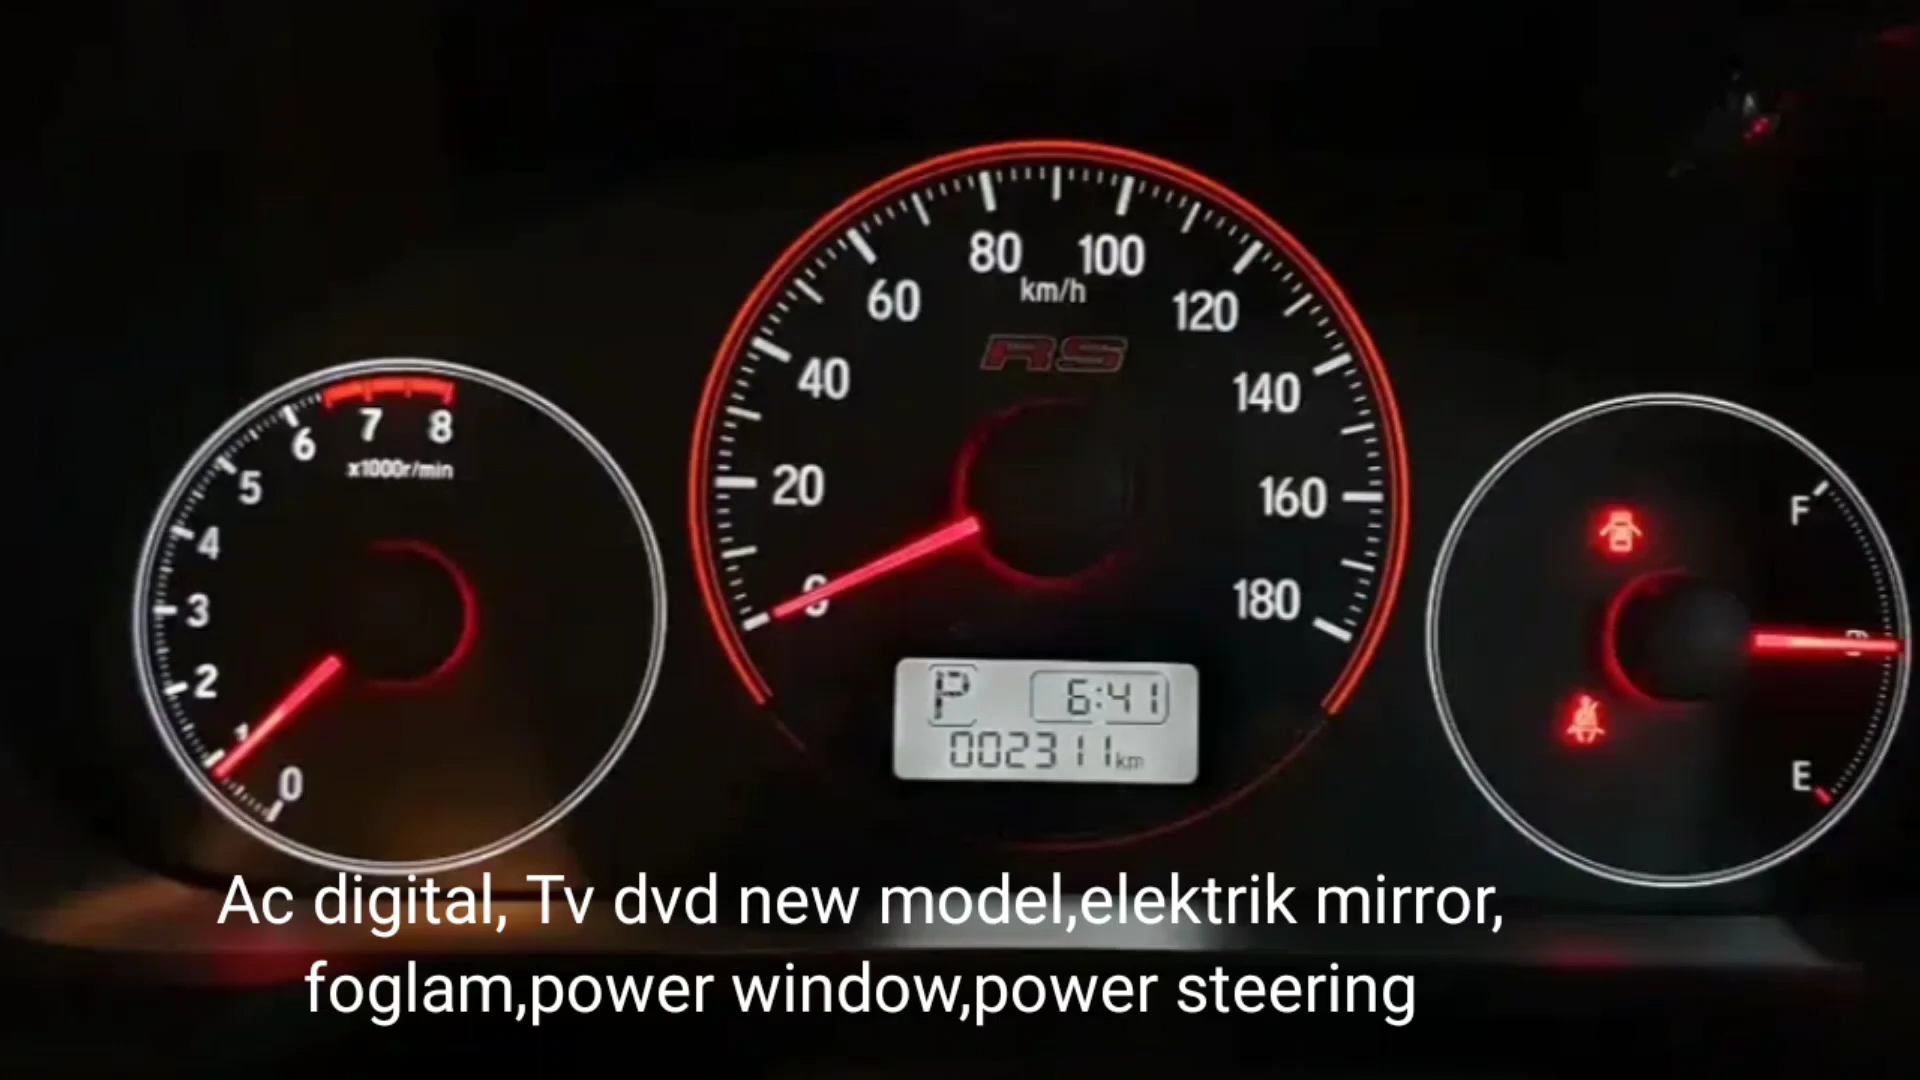 80 100
km/h
60
120
RS
40
140
7 8
6
x1000r/min
5
20
160
F
4
3
0
180
2
P 6:41
002311km
1
0
E
Ac digital, Tv dvd new model,elektrik mirror,
foglam,power window,power steering